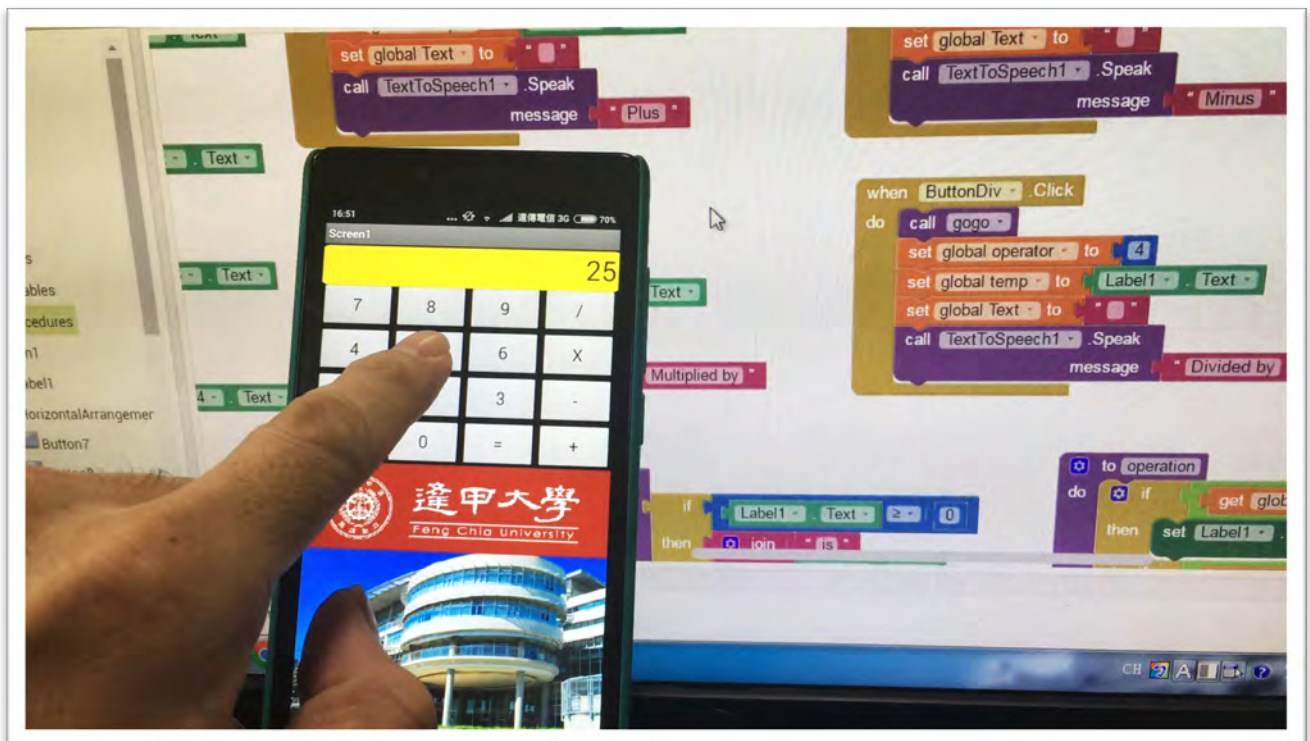 Text
set global Text to " "
call TextToSpeech1 .Speak
message " Plus "
set global Text to " "
call TextToSpeech1 .Speak
message " Minus "
. Text
when ButtonDiv .Click
do call gogo
set global operator to 4
set global temp to Label1 . Text
set global Text to " "
call TextToSpeech1 .Speak
message " Divided by
. Text
Text
Multiplied by "
4 . Text
16:51 ... 遠傳電信 3G 70%
Screen1
25
7 8 9 /
4 6 X
3 -
0 = +
逢甲大學
Feng Chia University
if Label1 . Text ≥ 0
then join " is "
to operation
do if get glob
then set Label1 .
s
ables
cedures
n1
abel1
HorizontalArrangemer
Button7
CH A ?